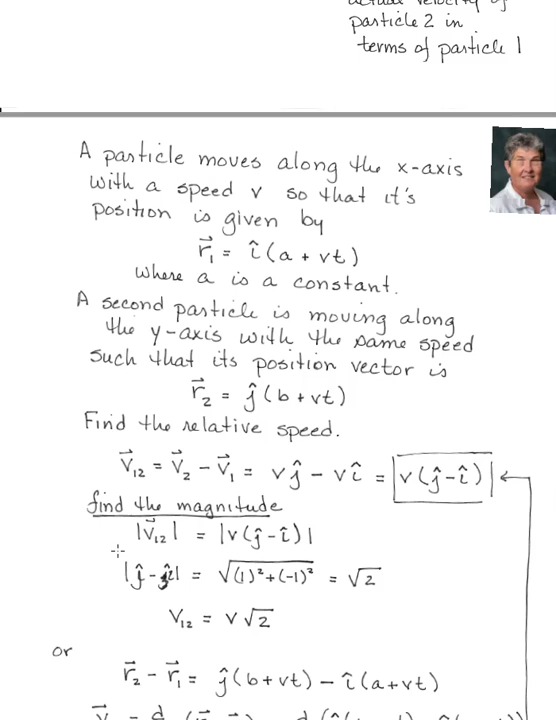 actual velocity of
particle 2 in
terms of particle 1
A particle moves along the x-axis
with a speed v so that it's
position is given by
r⃗₁ = î(a + vt)
where a is a constant.
A second particle is moving along
the y-axis with the same speed
such that its position vector is
r⃗₂ = ĵ(b + vt)
Find the relative speed.
v⃗₁₂ = v⃗₂ - v⃗₁ = vĵ - vî = v(ĵ-î)
find the magnitude
|v⃗₁₂| = |v(ĵ-î)|
|ĵ-î| = √((1)²+(-1)²) = √2
v₁₂ = v√2
or
r⃗₂ - r⃗₁ = ĵ(b+vt) - î(a+vt)